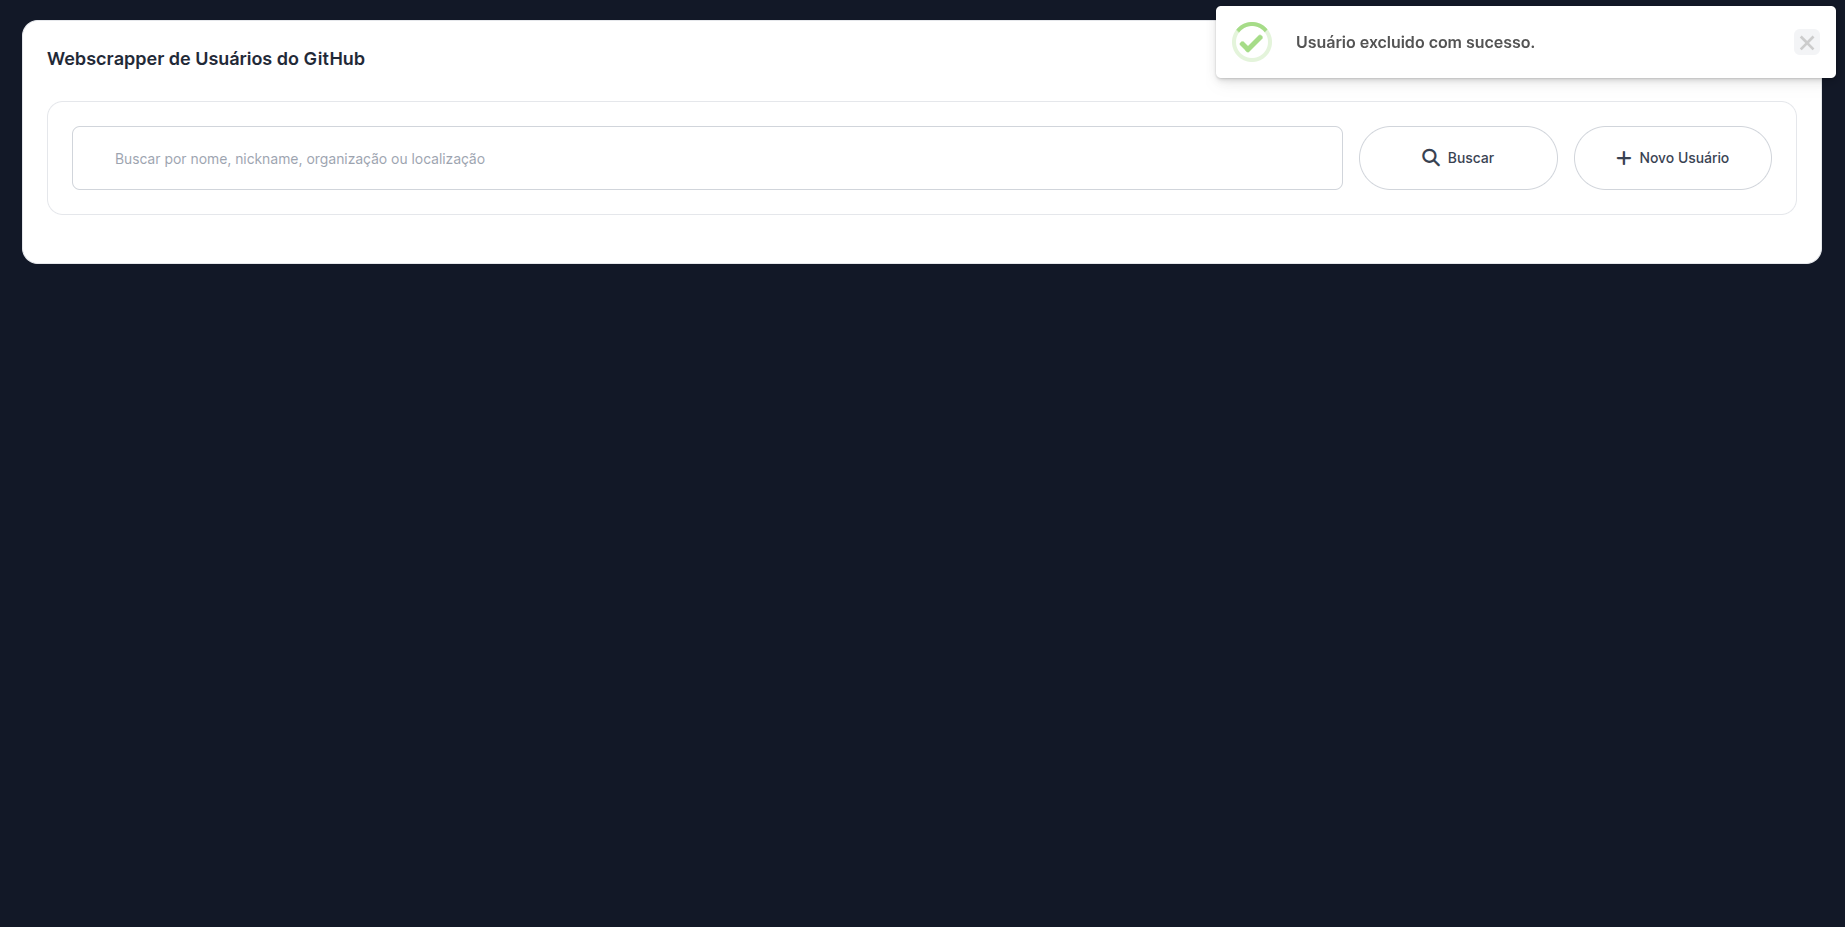 Webscrapper de Usuários do GitHub
Usuário excluido com sucesso.
Buscar por nome, nickname, organização ou localização
Buscar
Novo Usuário